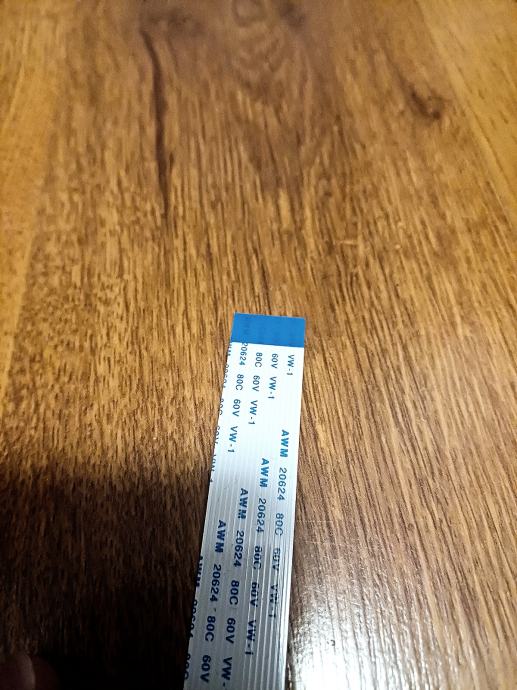 VW-1
60V VW-1
80C 60V VW-1
20624 80C 60V VW-1
AWM 20624 80C 60V VW-1
AWM 20624 80C 60V VW-1
AWM 20624 80C 60V VW-1
AWM 20624 80C 60V